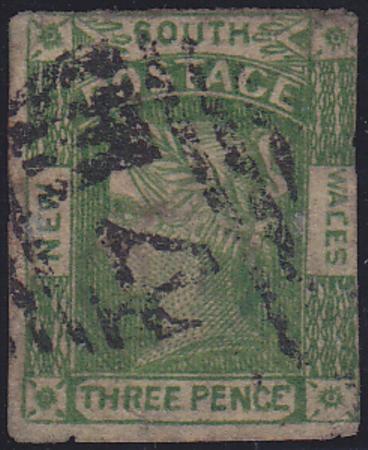 SOUTH
POSTAGE
NEW
WALES
THREE PENCE